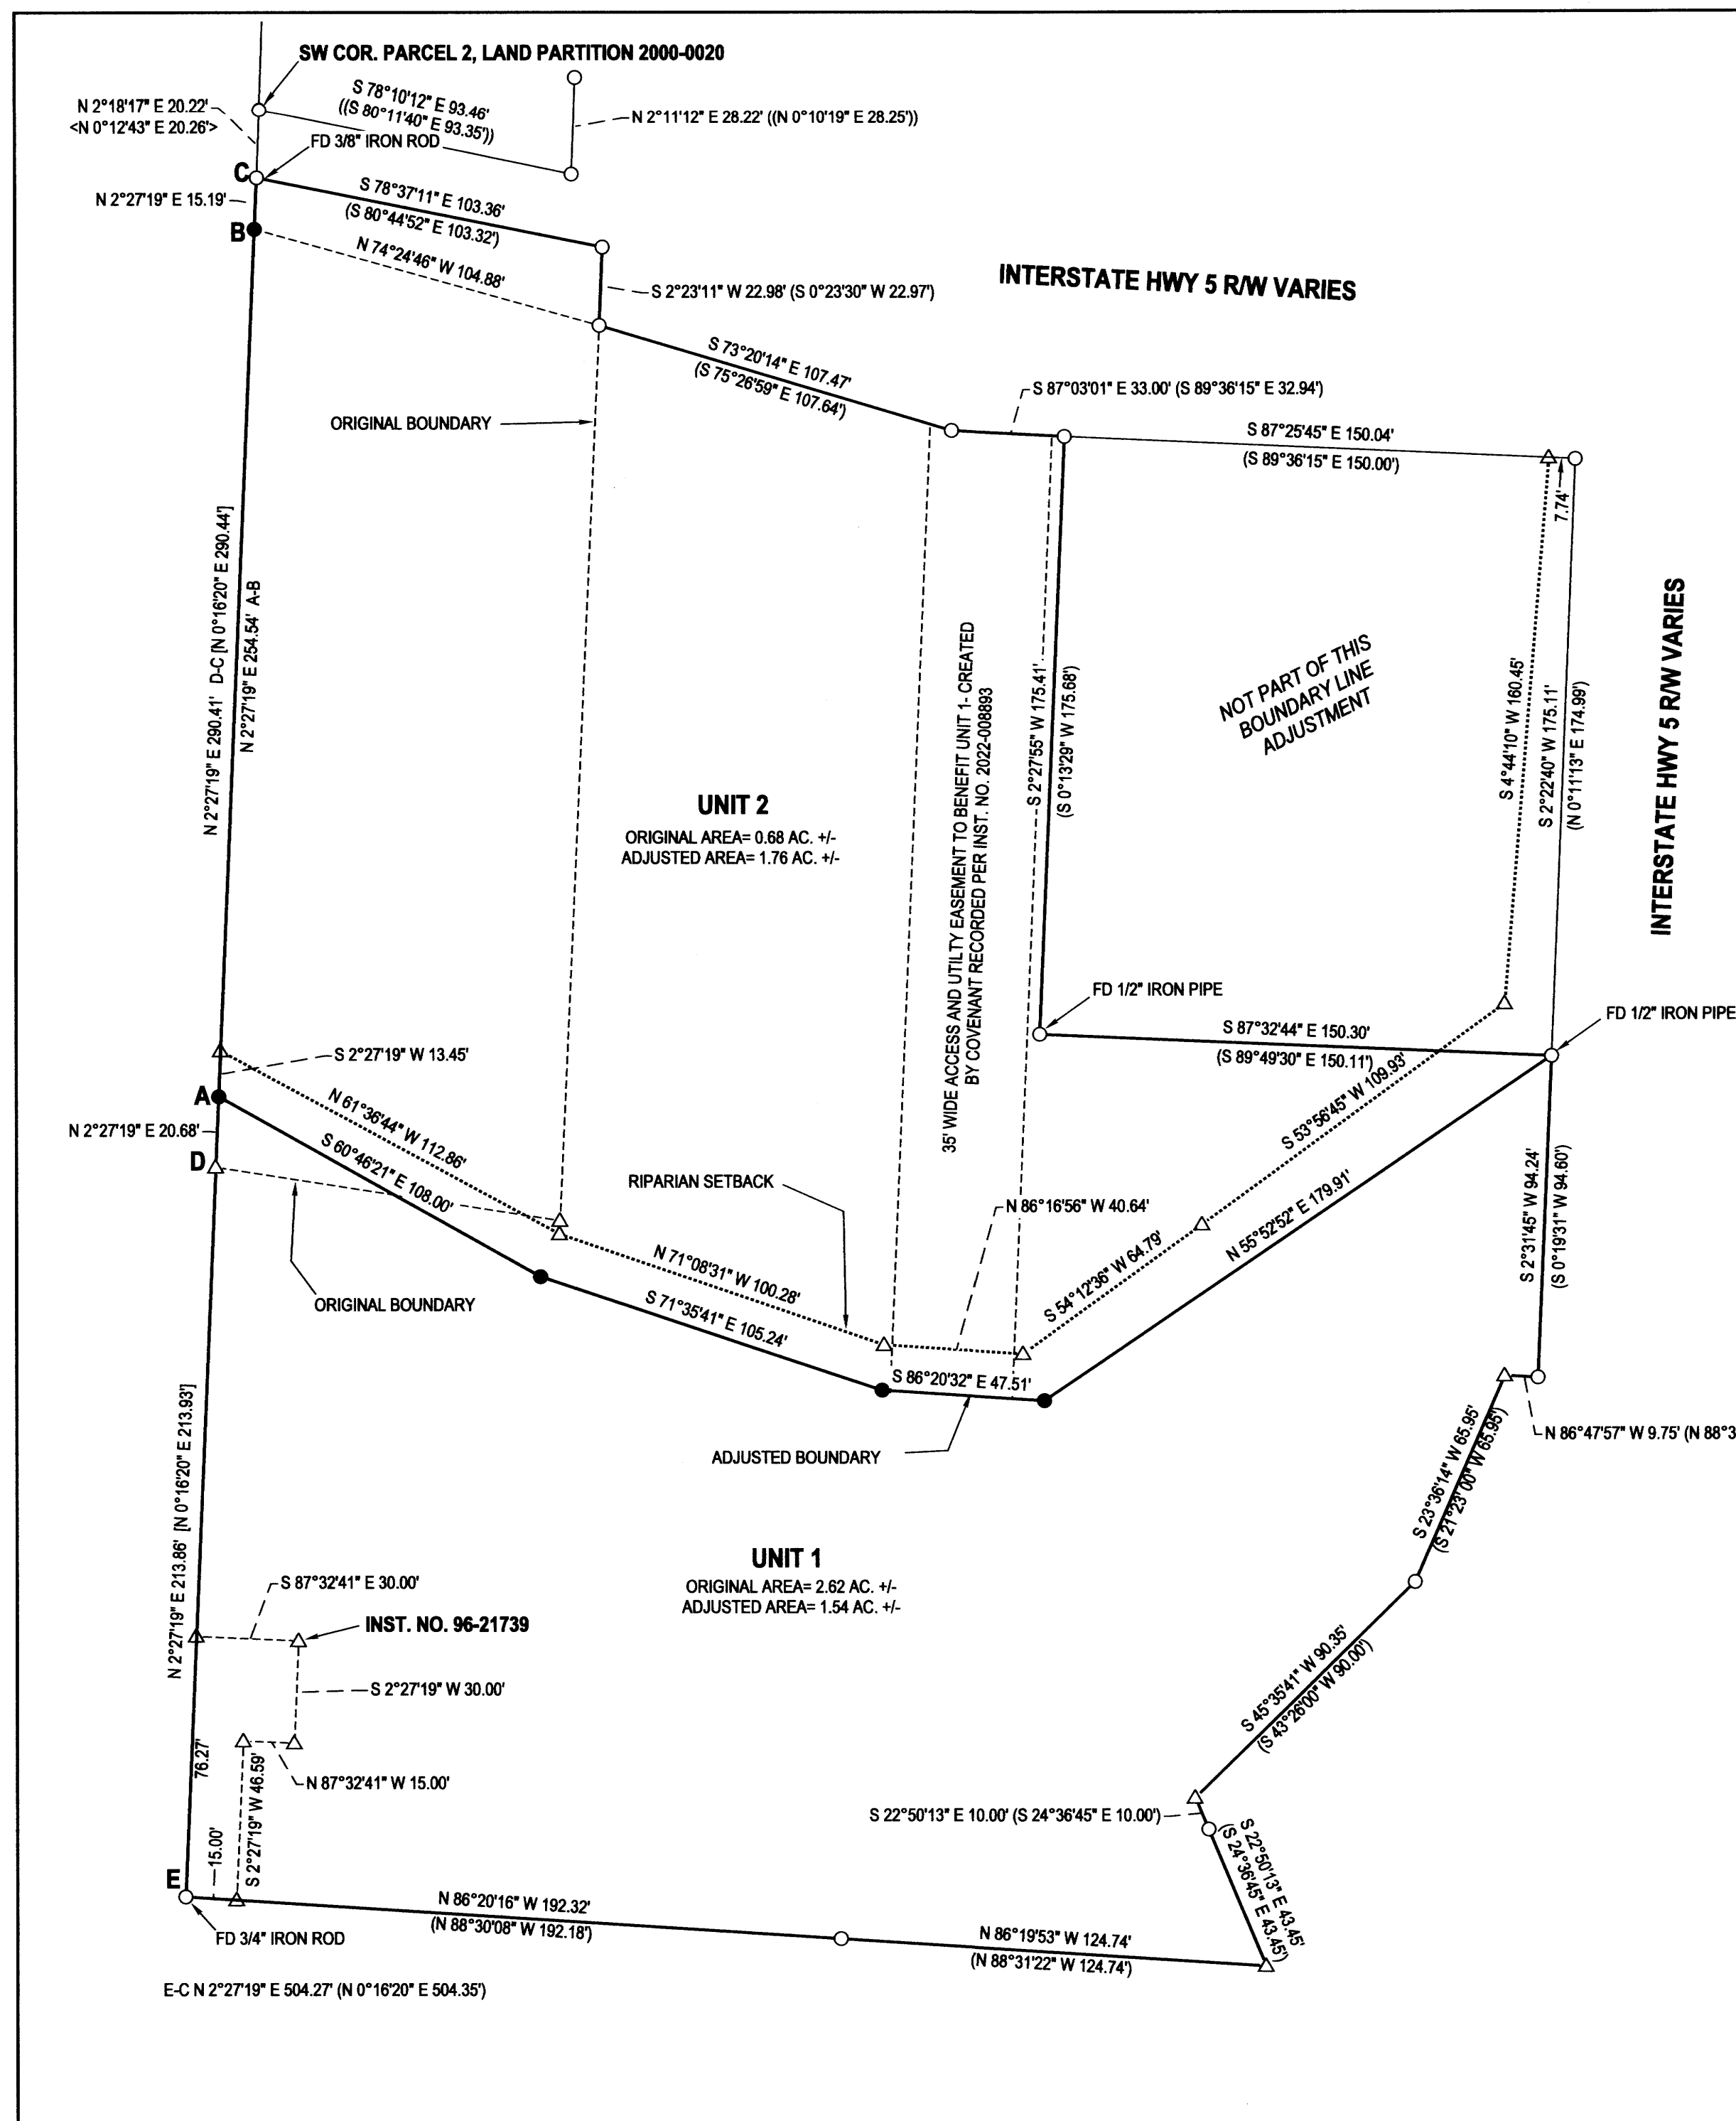 SW COR. PARCEL 2, LAND PARTITION 2000-0020
N 2°18'17" E 20.22'
<N 0°12'43" E 20.26'>
S 78°10'12" E 93.46'
((S 80°11'40" E 93.35'))
N 2°11'12" E 28.22' ((N 0°10'19" E 28.25'))
FD 3/8" IRON ROD
C
N 2°27'19" E 15.19'
B
S 78°37'11" E 103.36'
(S 80°44'52" E 103.32')
N 74°24'46" W 104.88'
S 2°23'11" W 22.98' (S 0°23'30" W 22.97')
INTERSTATE HWY 5 R/W VARIES
S 73°20'14" E 107.47'
(S 75°26'59" E 107.64')
S 87°03'01" E 33.00' (S 89°36'15" E 32.94')
ORIGINAL BOUNDARY
S 87°25'45" E 150.04'
(S 89°36'15" E 150.00')
7.74'
N 2°27'19" E 290.41' D-C [N 0°16'20" E 290.44']
N 2°27'19" E 254.54' A-B
35' WIDE ACCESS AND UTILTY EASEMENT TO BENEFIT UNIT 1- CREATED
BY COVENANT RECORDED PER INST. NO. 2022-008893
S 2°27'55" W 175.41'
(S 0°13'29" W 175.68')
NOT PART OF THIS
BOUNDARY LINE
ADJUSTMENT
S 4°44'10" W 160.45'
S 2°22'40" W 175.11'
(N 0°11'13" E 174.99')
INTERSTATE HWY 5 R/W VARIES
UNIT 2
ORIGINAL AREA= 0.68 AC. +/-
ADJUSTED AREA= 1.76 AC. +/-
FD 1/2" IRON PIPE
FD 1/2" IRON PIPE
S 87°32'44" E 150.30'
(S 89°49'30" E 150.11')
S 2°27'19" W 13.45'
A
N 2°27'19" E 20.68'
D
N 61°36'44" W 112.86'
S 60°46'21" E 108.00'
S 53°56'45" W 109.93'
RIPARIAN SETBACK
N 86°16'56" W 40.64'
N 55°52'52" E 179.91'
S 2°31'45" W 94.24'
(S 0°19'31" W 94.60')
N 71°08'31" W 100.28'
S 54°12'36" W 64.79'
ORIGINAL BOUNDARY
S 71°35'41" E 105.24'
S 86°20'32" E 47.51'
ADJUSTED BOUNDARY
N 86°47'57" W 9.75' (N 88°3
S 23°36'14" W 65.95'
(S 21°23' 00" W 65.95')
N 2°27'19" E 213.86' [N 0°16'20" E 213.93']
UNIT 1
ORIGINAL AREA= 2.62 AC. +/-
ADJUSTED AREA= 1.54 AC. +/-
S 87°32'41" E 30.00'
INST. NO. 96-21739
S 2°27'19" W 30.00'
S 45°35'41" W 90.35'
(S 43°26'00" W 90.00')
76.27'
N 87°32'41" W 15.00'
S 2°27'19" W 46.59'
15.00'
S 22°50'13" E 10.00' (S 24°36'45" E 10.00')
S 22°50'13" E 43.45'
(S 24°36'45" E 43.45')
E
N 86°20'16" W 192.32'
(N 88°30'08" W 192.18')
FD 3/4" IRON ROD
N 86°19'53" W 124.74'
(N 88°31'22" W 124.74')
E-C N 2°27'19" E 504.27' (N 0°16'20" E 504.35')